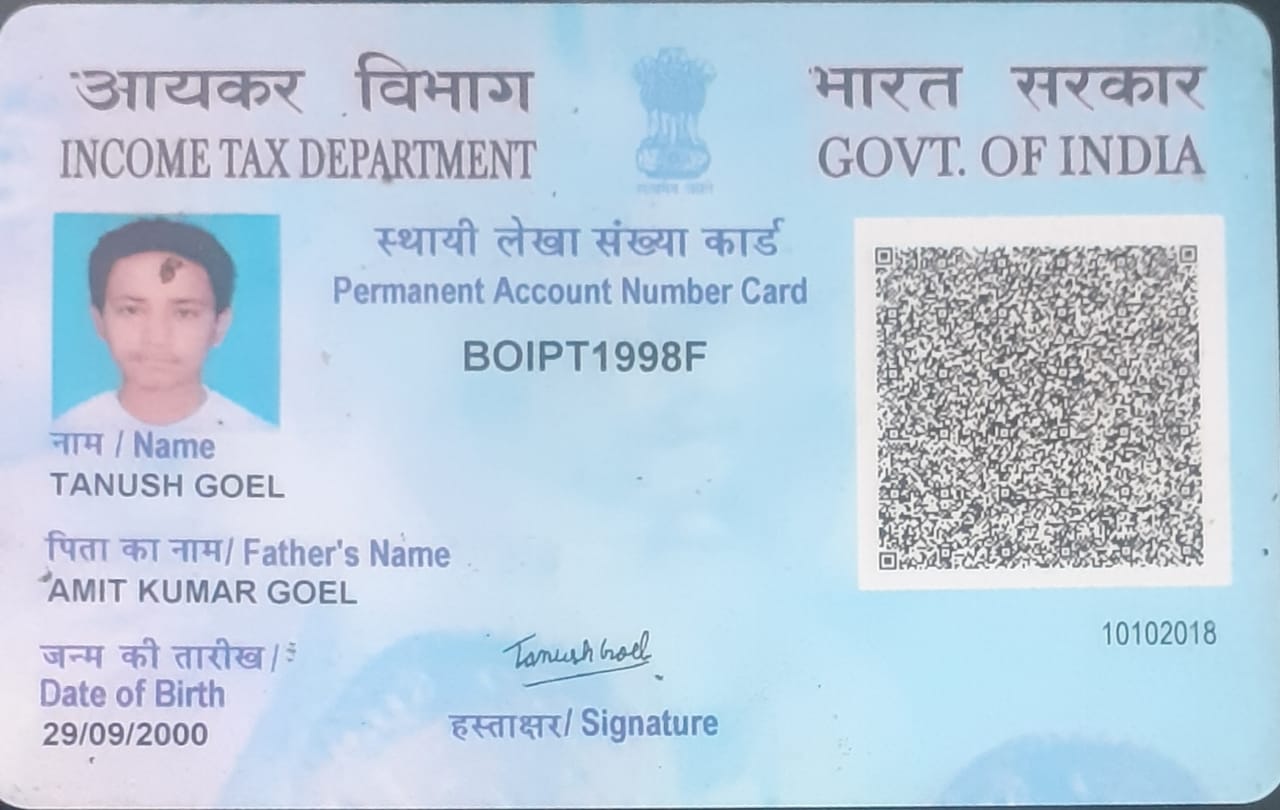 आयकर विभाग
INCOME TAX DEPARTMENT
भारत सरकार
GOVT. OF INDIA
सत्यमेव जयते
स्थायी लेखा संख्या कार्ड
Permanent Account Number Card
BOIPT1998F
नाम / Name
TANUSH GOEL
पिता का नाम/ Father's Name
AMIT KUMAR GOEL
जन्म की तारीख/
Date of Birth
29/09/2000
Tanush Goel
हस्ताक्षर/ Signature
10102018